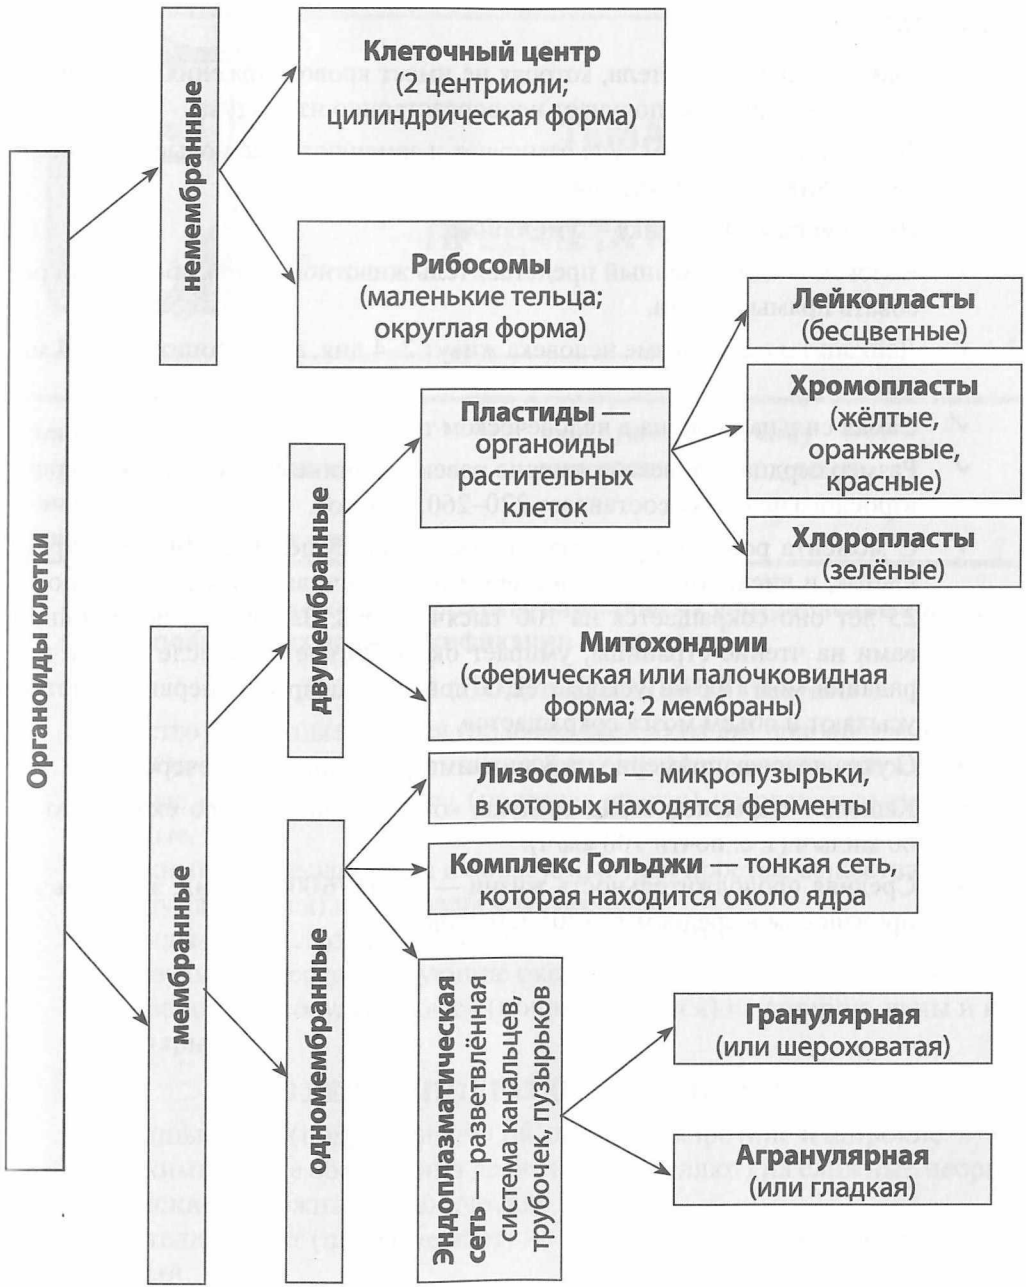 Органоиды клетки
немембранные
Клеточный центр
(2 центриоли;
цилиндрическая форма)
Рибосомы
(маленькие тельца;
округлая форма)
мембранные
двумембранные
Пластиды —
органоиды
растительных
клеток
Лейкопласты
(бесцветные)
Хромопласты
(жёлтые,
оранжевые,
красные)
Хлоропласты
(зелёные)
Митохондрии
(сферическая или палочковидная
форма; 2 мембраны)
одномембранные
Лизосомы — микропузырьки,
в которых находятся ферменты
Комплекс Гольджи — тонкая сеть,
которая находится около ядра
Эндоплазматическая
сеть — разветвлённая
система канальцев,
трубочек, пузырьков
Гранулярная
(или шероховатая)
Агранулярная
(или гладкая)